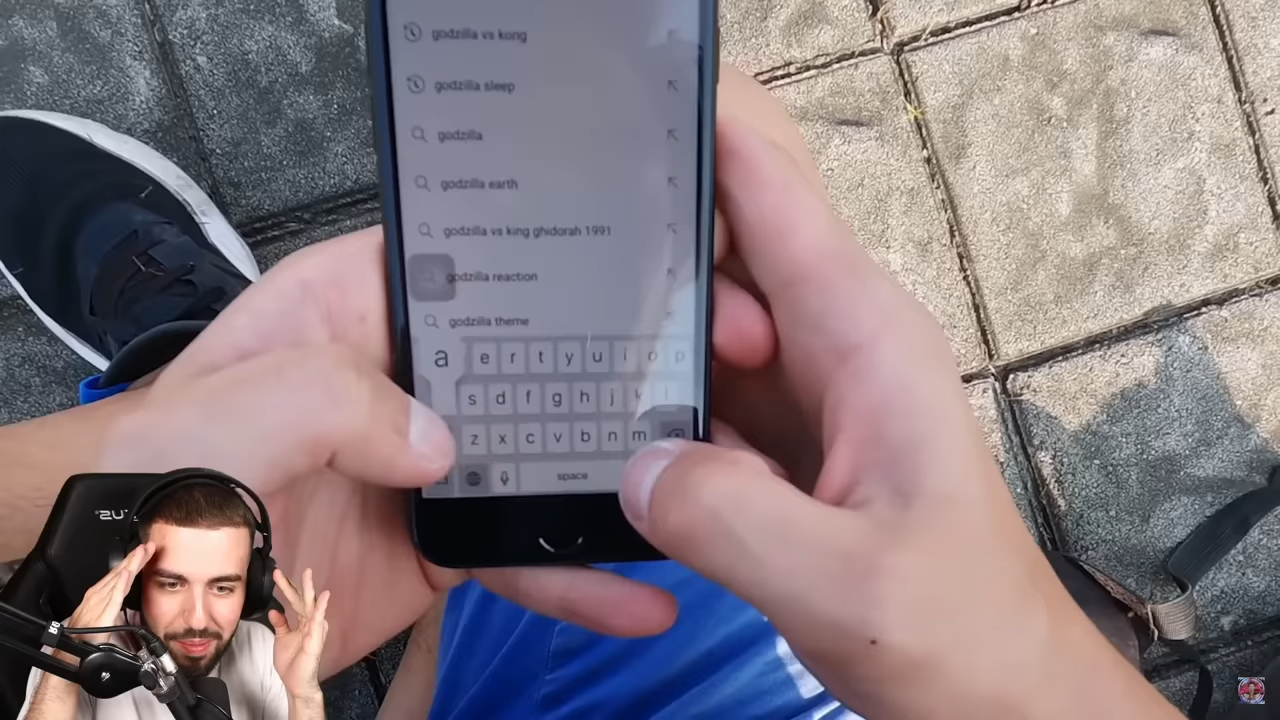 godzilla vs kong
godzilla sleep
godzilla
godzilla earth
godzilla vs king ghidorah 1991
godzilla reaction
godzilla theme
a e r t y u i o p
s d f g h j k l
z x c v b n m
space